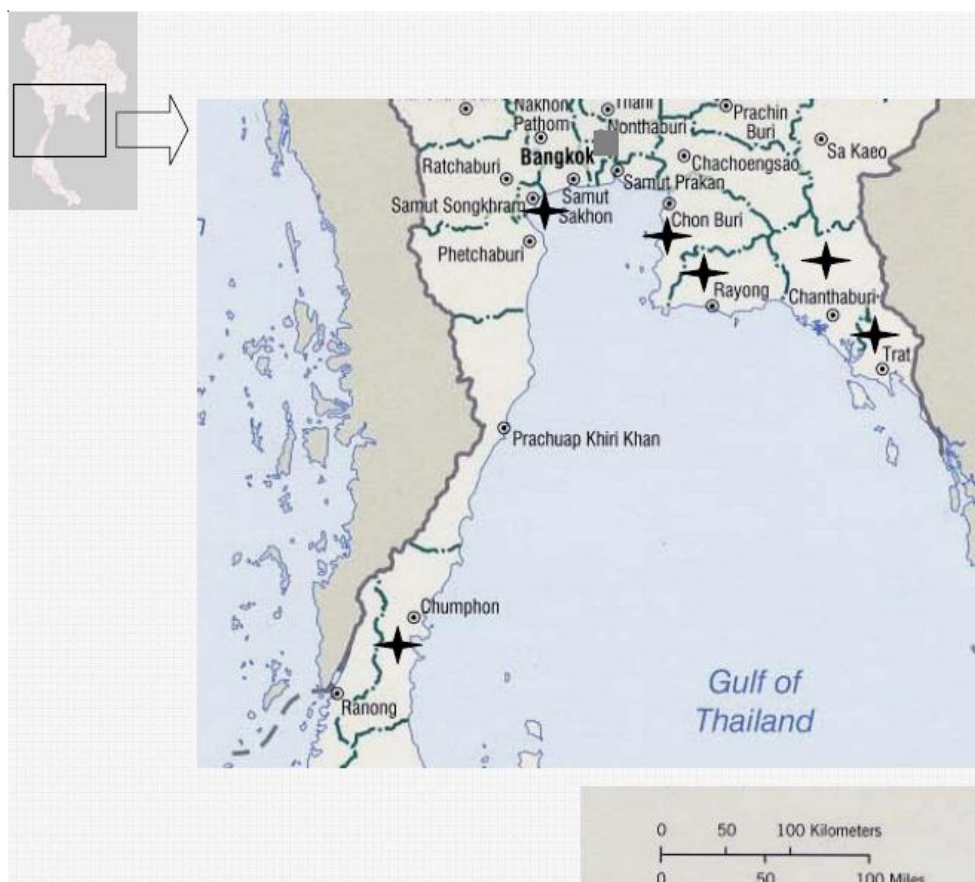 Nakhon
Pathom
Thani
Nonthaburi
Prachin
Buri
Sa Kaeo
Bangkok
Ratchaburi
Chachoengsao
Samut Prakan
Samut Songkhram
Samut
Sakhon
Chon Buri
Phetchaburi
Rayong
Chanthaburi
Trat
Prachuap Khiri Khan
Chumphon
Ranong
Gulf of
Thailand
0 50 100 Kilometers
0 50 100 Miles